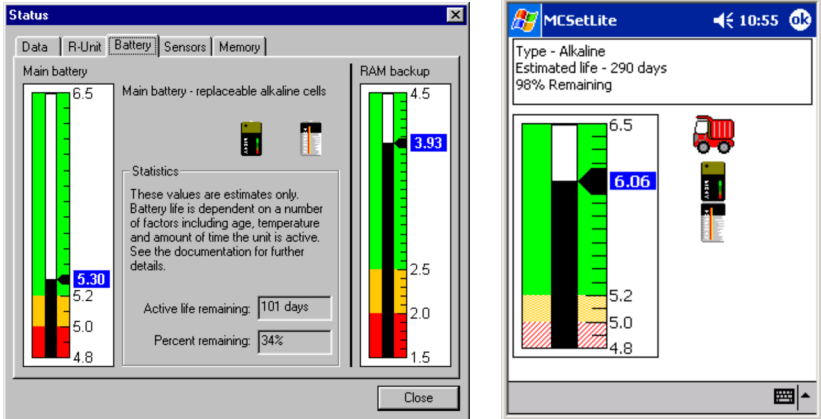 Status
Data
R-Unit
Battery
Sensors
Memory
Main battery
6.5
5.30
5.2
5.0
4.8
Main battery - replaceable alkaline cells
Statistics
These values are estimates only.
Battery life is dependent on a number
of factors including age, temperature
and amount of time the unit is active.
See the documentation for further
details.
Active life remaining: 101 days
Percent remaining: 34%
RAM backup
4.5
3.93
2.5
2.0
1.5
Close
MCSetLite
10:55
ok
Type - Alkaline
Estimated life - 290 days
98% Remaining
6.5
6.06
5.2
5.0
4.8